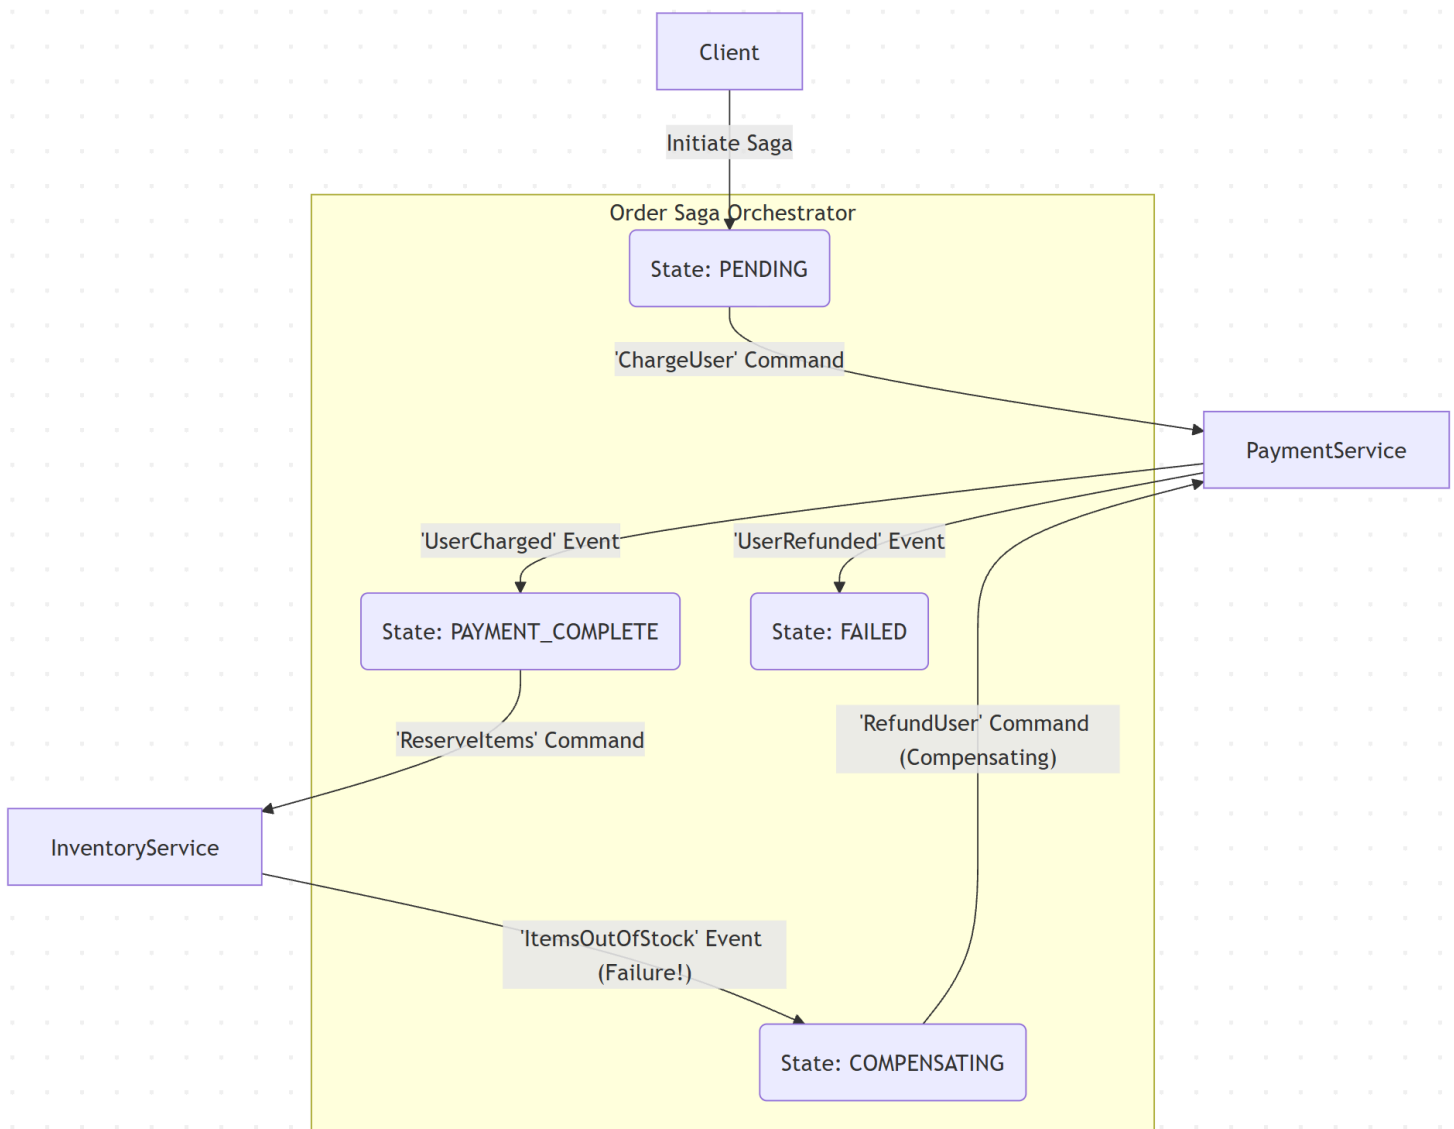 Client
Initiate Saga
Order Saga Orchestrator
State: PENDING
'ChargeUser' Command
PaymentService
'UserCharged' Event
'UserRefunded' Event
State: PAYMENT_COMPLETE
State: FAILED
'ReserveItems' Command
'RefundUser' Command
(Compensating)
InventoryService
'ItemsOutOfStock' Event
(Failure!)
State: COMPENSATING